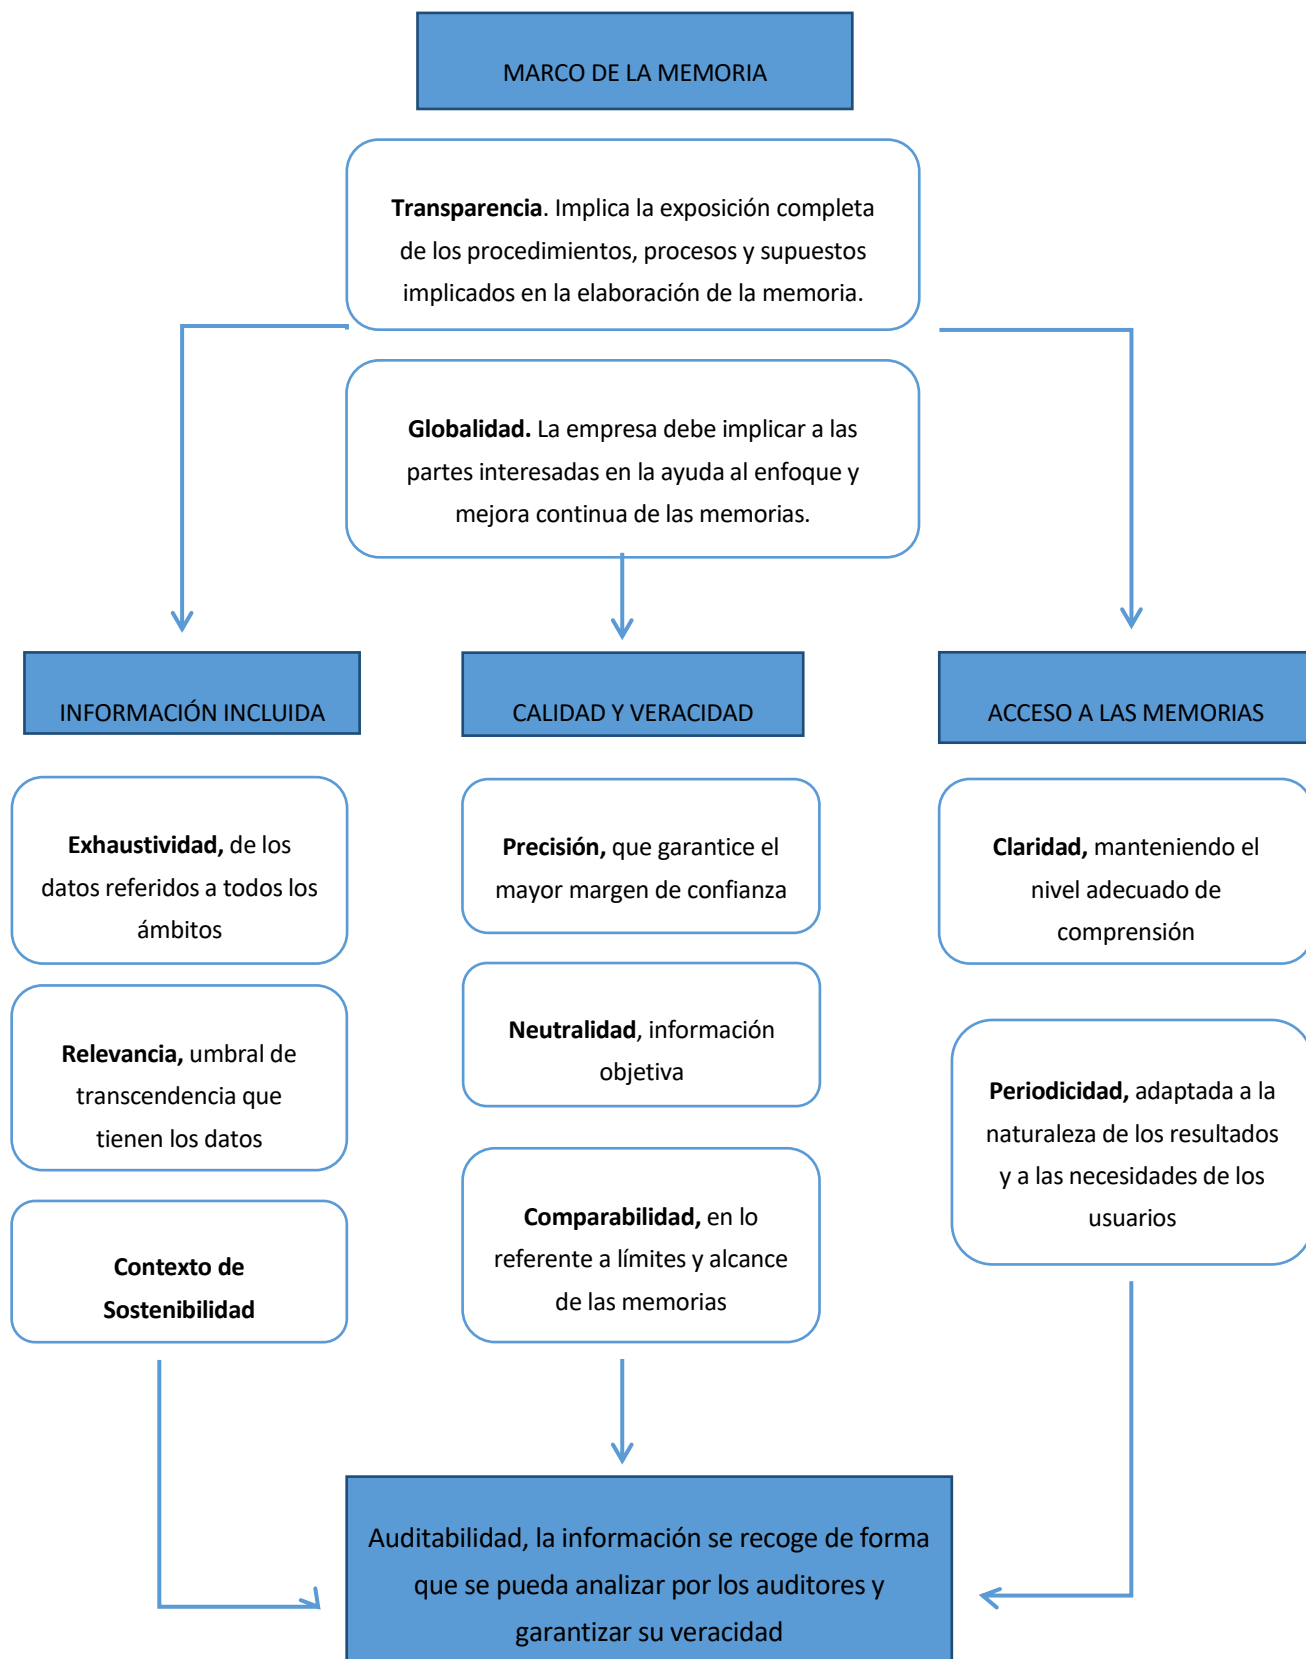 MARCO DE LA MEMORIA
Transparencia. Implica la exposición completa
de los procedimientos, procesos y supuestos
implicados en la elaboración de la memoria.
Globalidad. La empresa debe implicar a las
partes interesadas en la ayuda al enfoque y
mejora continua de las memorias.
INFORMACIÓN INCLUIDA
Exhaustividad, de los
datos referidos a todos los
ámbitos
Relevancia, umbral de
transcendencia que
tienen los datos
Contexto de
Sostenibilidad
CALIDAD Y VERACIDAD
Precisión, que garantice el
mayor margen de confianza
Neutralidad, información
objetiva
Comparabilidad, en lo
referente a límites y alcance
de las memorias
ACCESO A LAS MEMORIAS
Claridad, manteniendo el
nivel adecuado de
comprensión
Periodicidad, adaptada a la
naturaleza de los resultados
y a las necesidades de los
usuarios
Auditabilidad, la información se recoge de forma
que se pueda analizar por los auditores y
garantizar su veracidad